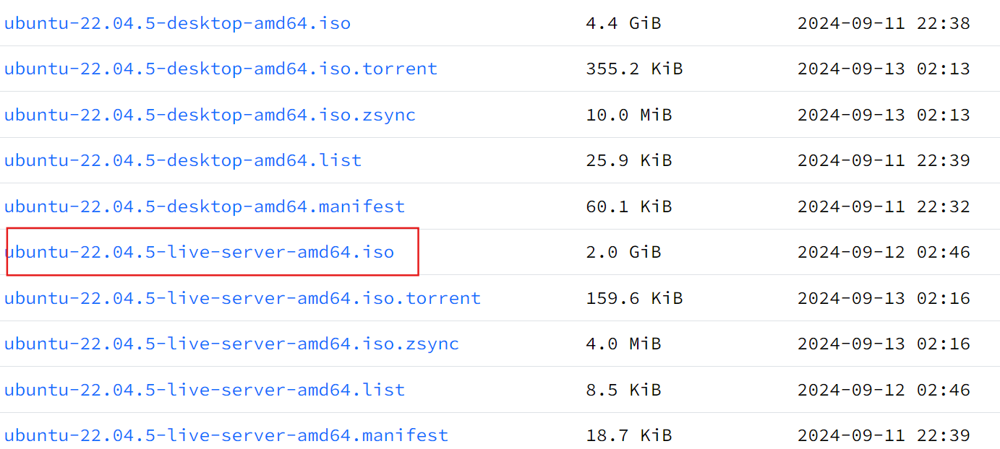 ubuntu-22.04.5-desktop-amd64.iso 4.4 GiB 2024-09-11 22:38
ubuntu-22.04.5-desktop-amd64.iso.torrent 355.2 KiB 2024-09-13 02:13
ubuntu-22.04.5-desktop-amd64.iso.zsync 10.0 MiB 2024-09-13 02:13
ubuntu-22.04.5-desktop-amd64.list 25.9 KiB 2024-09-11 22:39
ubuntu-22.04.5-desktop-amd64.manifest 60.1 KiB 2024-09-11 22:32
ubuntu-22.04.5-live-server-amd64.iso 2.0 GiB 2024-09-12 02:46
ubuntu-22.04.5-live-server-amd64.iso.torrent 159.6 KiB 2024-09-13 02:16
ubuntu-22.04.5-live-server-amd64.iso.zsync 4.0 MiB 2024-09-13 02:16
ubuntu-22.04.5-live-server-amd64.list 8.5 KiB 2024-09-12 02:46
ubuntu-22.04.5-live-server-amd64.manifest 18.7 KiB 2024-09-11 22:39